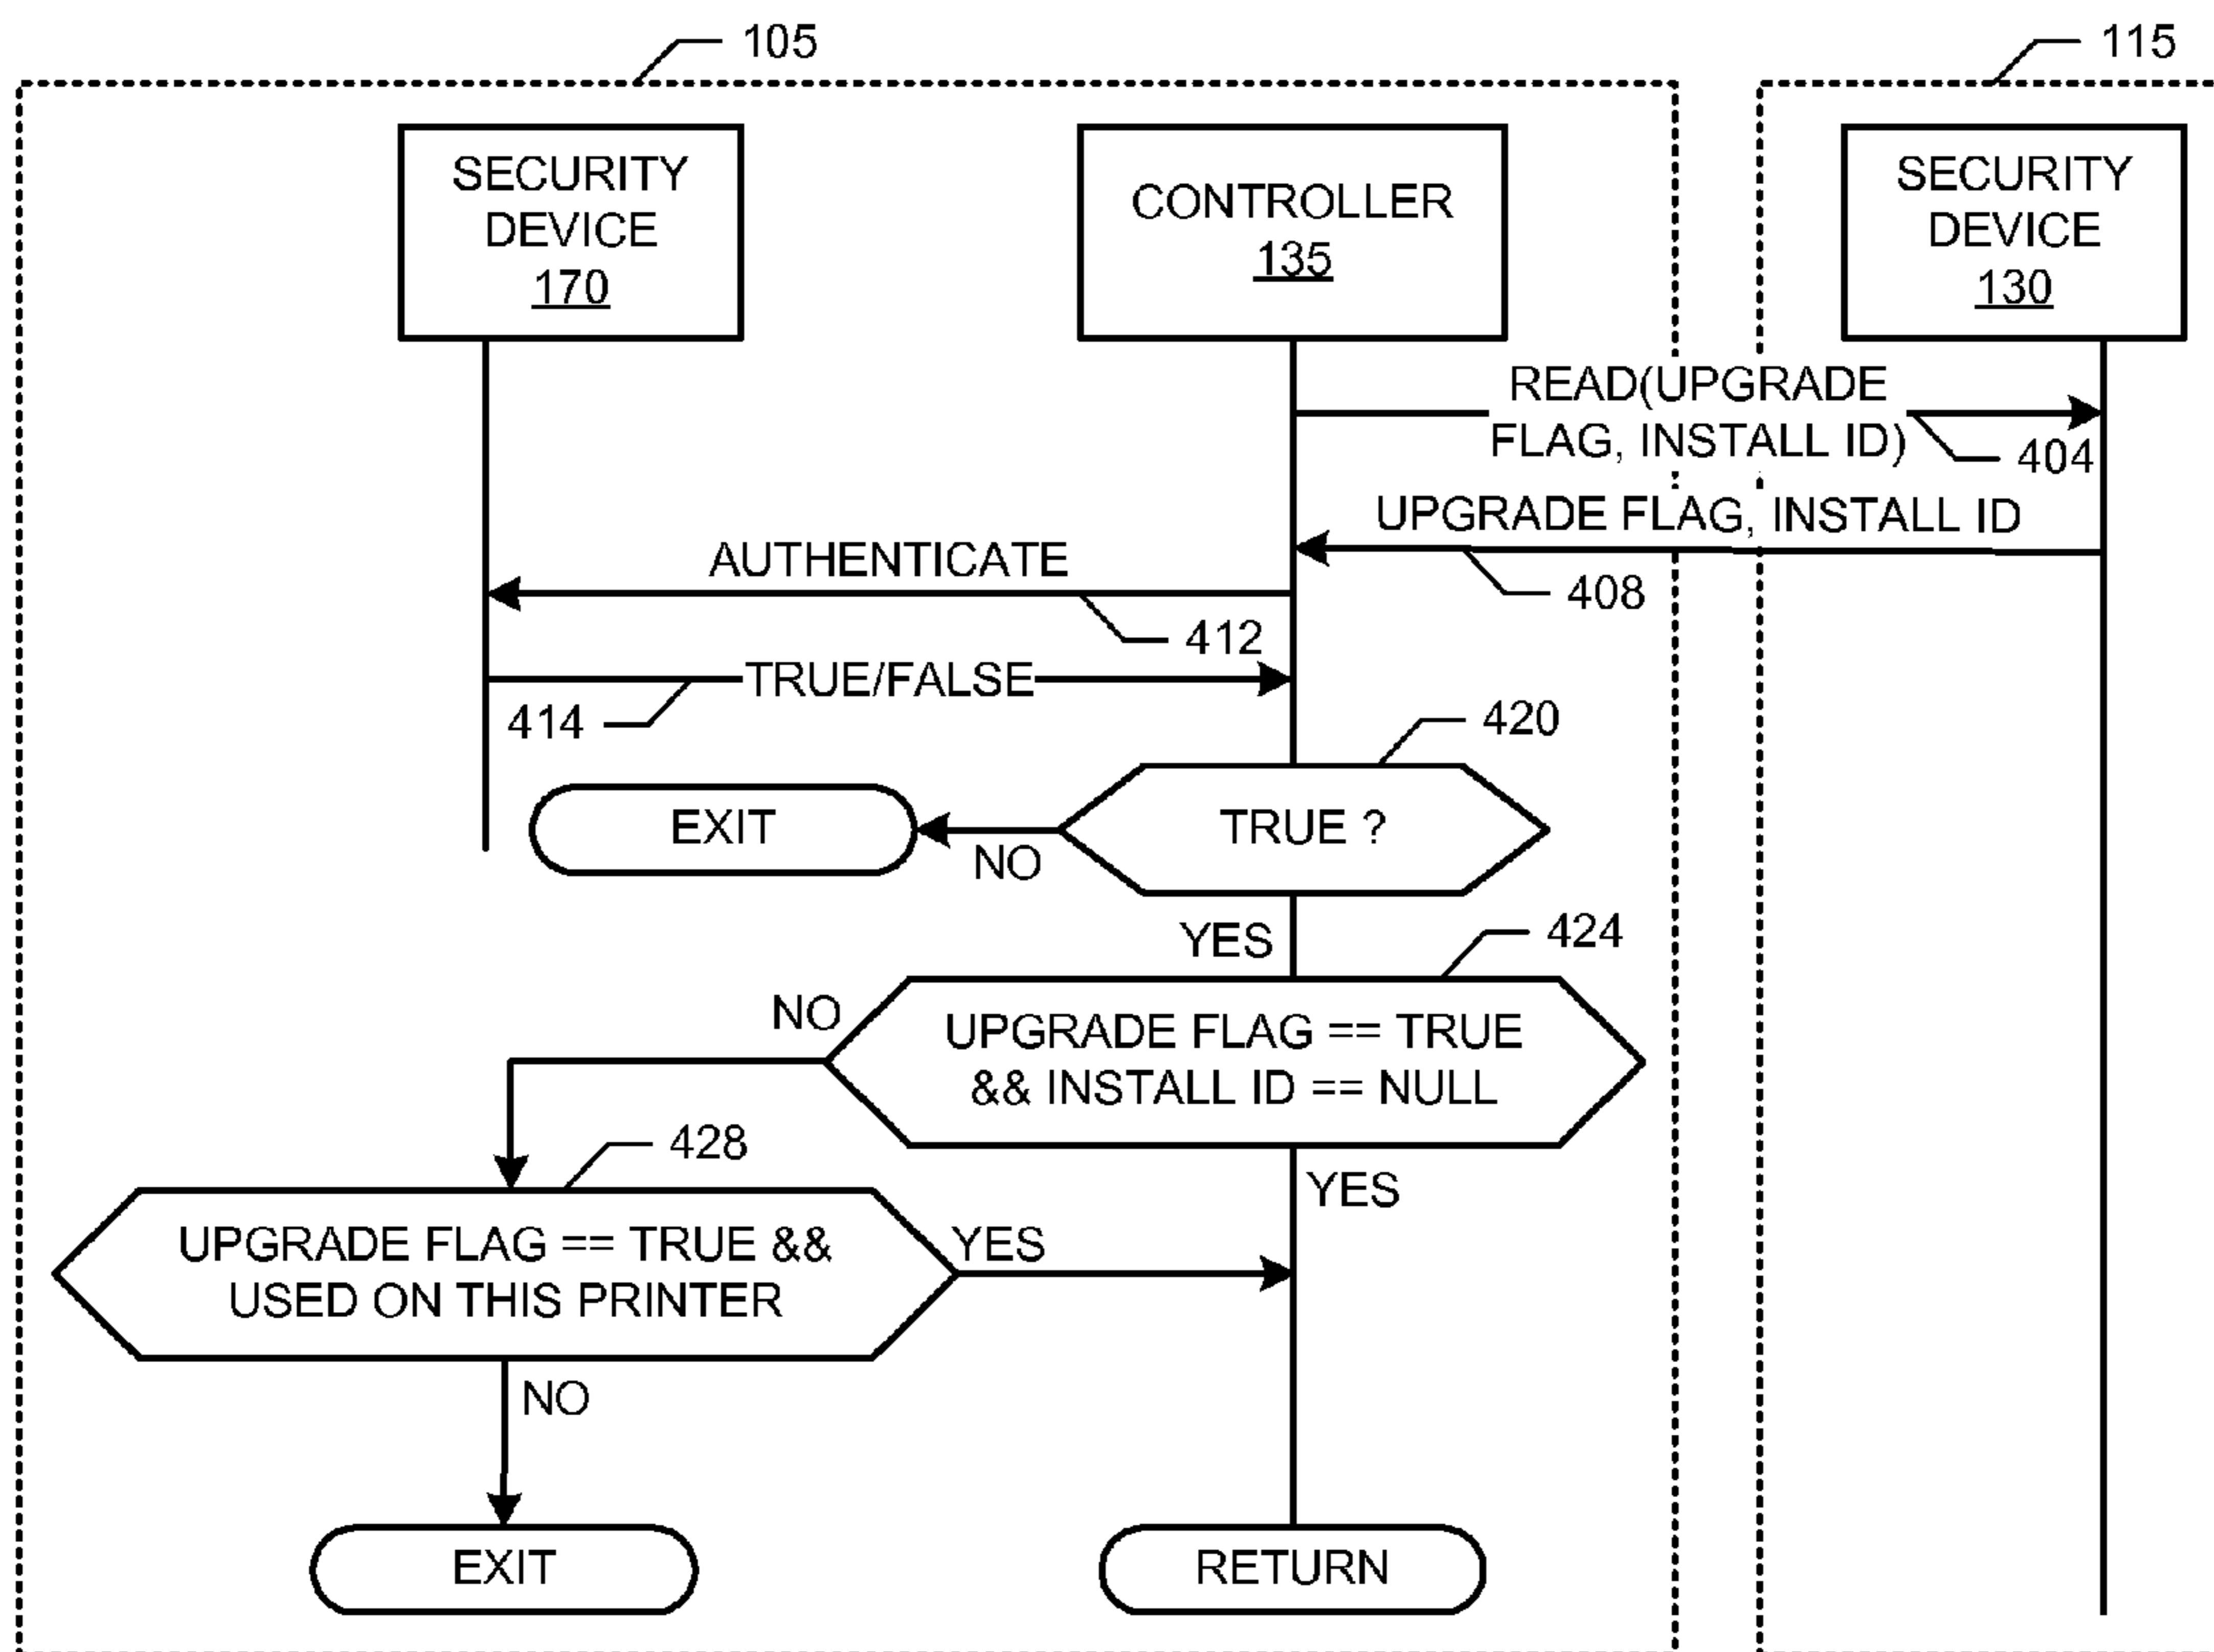 105
115
SECURITY
DEVICE
170
CONTROLLER
135
SECURITY
DEVICE
130
READ(UPGRADE
FLAG, INSTALL ID)
404
UPGRADE FLAG, INSTALL ID
408
AUTHENTICATE
412
TRUE/FALSE
414
420
TRUE ?
EXIT
NO
YES
424
NO
UPGRADE FLAG == TRUE
&& INSTALL ID == NULL
428
YES
UPGRADE FLAG == TRUE &&
USED ON THIS PRINTER
YES
NO
EXIT
RETURN